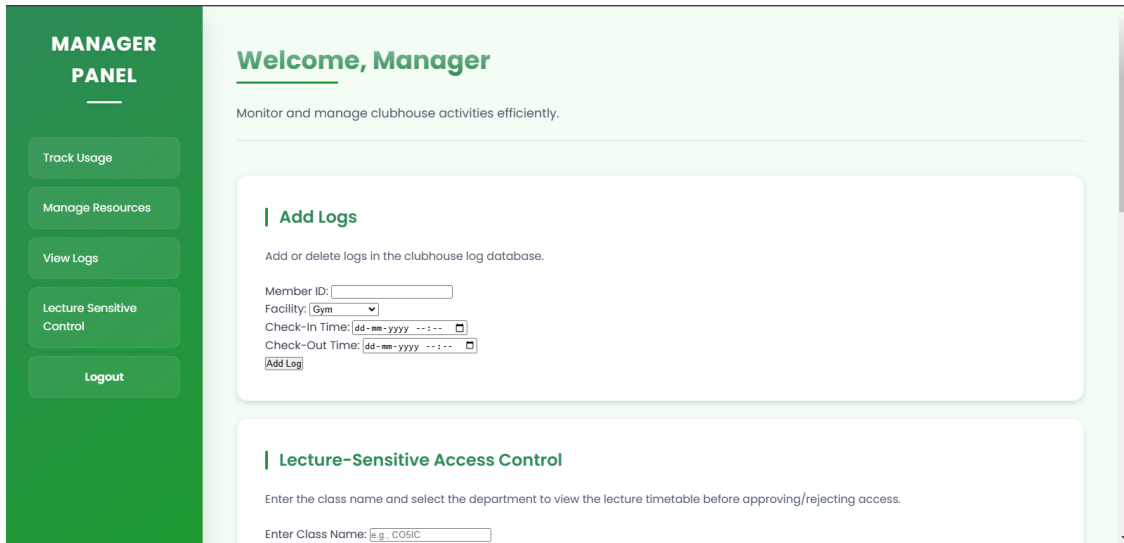 MANAGER
PANEL
Track Usage
Manage Resources
View Logs
Lecture Sensitive
Control
Logout
Welcome, Manager
Monitor and manage clubhouse activities efficiently.
Add Logs
Add or delete logs in the clubhouse log database.
Member ID:
Facility: Gym
Check-In Time: dd-mm-yyyy --:--
Check-Out Time: dd-mm-yyyy --:--
Add Log
Lecture-Sensitive Access Control
Enter the class name and select the department to view the lecture timetable before approving/rejecting access.
Enter Class Name: e.g., CO5IC